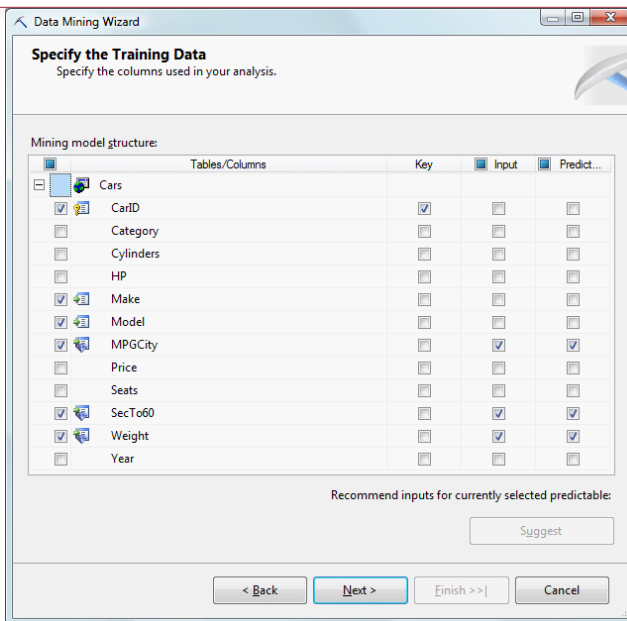 Data Mining Wizard
Specify the Training Data
Specify the columns used in your analysis.
Mining model structure:
Tables/Columns Key Input Predict...
Cars
CarID
Category
Cylinders
HP
Make
Model
MPGCity
Price
Seats
SecTo60
Weight
Year
Recommend inputs for currently selected predictable:
Suggest
< Back Next > Finish >>| Cancel